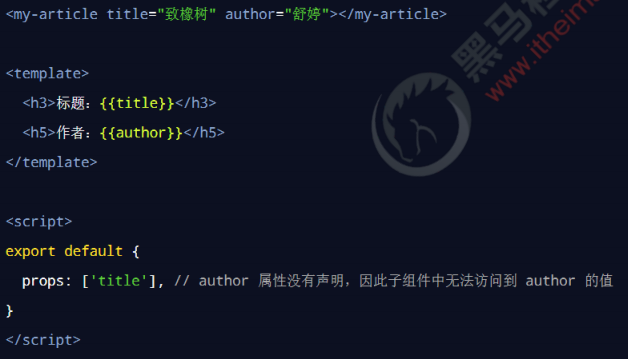 <my-article title="致橡树" author="舒婷"></my-article>
<template>
<h3>标题：{{title}}</h3>
<h5>作者：{{author}}</h5>
</template>
<script>
export default {
props: ['title'], // author 属性没有声明，因此子组件中无法访问到 author 的值
}
</script>
黑马
www.itheima